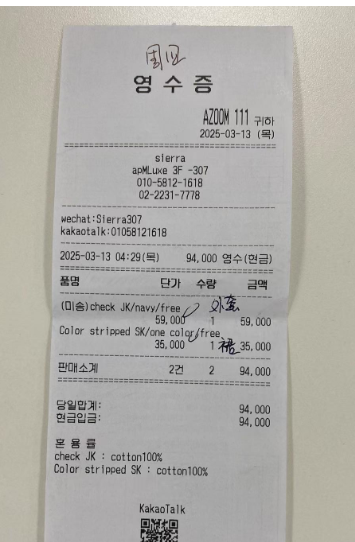 周四
영수증
AZOOM 111 귀하
2025-03-13 (목)
sierra
apMLuxe 3F -307
010-5812-1618
02-2231-7778
wechat:Sierra307
kakaotalk:01058121618
2025-03-13 04:29(목) 94,000 영수(현금)
품명 단가 수량 금액
(미송)check JK/navy/free 外套
59,000 1 59,000
Color stripped SK/one color/free
35,000 1 裙 35,000
판매소계 2건 2 94,000
당일합계: 94,000
현금입금: 94,000
혼용률
check JK : cotton100%
Color stripped SK : cotton100%
KakaoTalk